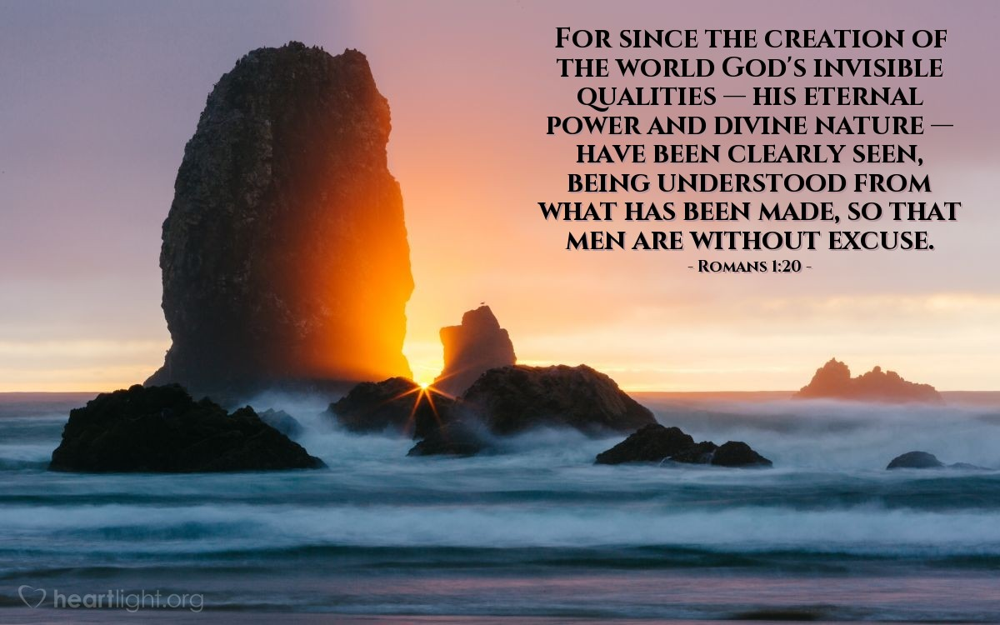 For since the creation of
the world God's invisible
qualities — his eternal
power and divine nature —
have been clearly seen,
being understood from
what has been made, so that
men are without excuse.
- Romans 1:20 -
heartlight.org